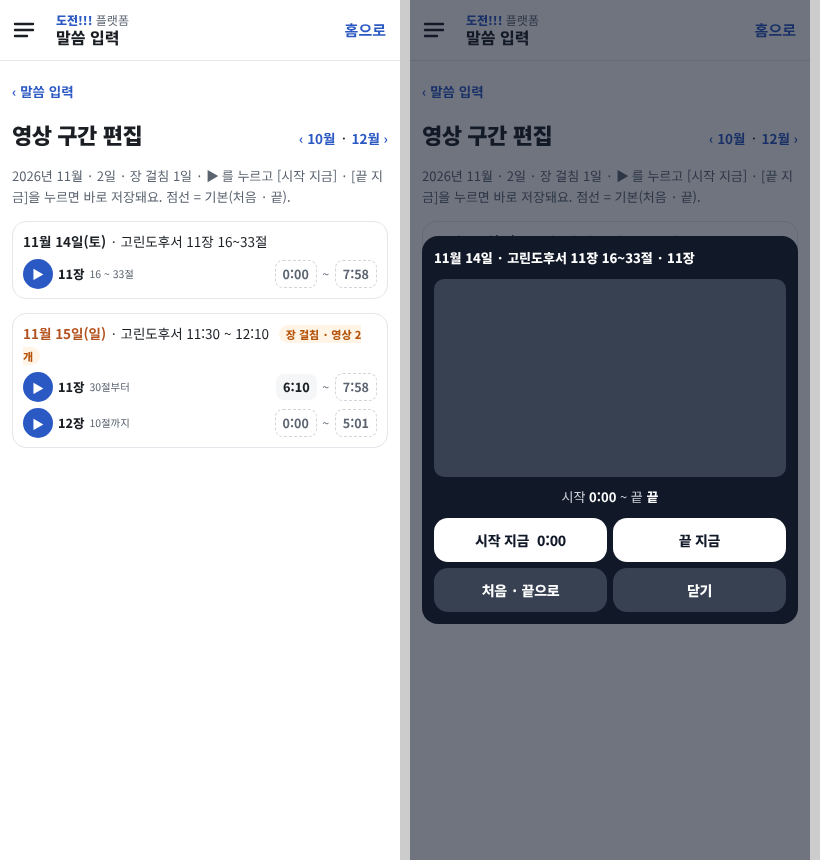 도전!!! 플랫폼
말씀 입력
홈으로
‹ 말씀 입력
영상 구간 편집
‹ 10월 · 12월 ›
2026년 11월 · 2일 · 장 걸침 1일 · ▶ 를 누르고 [시작 지금] · [끝 지
금]을 누르면 바로 저장돼요. 점선 = 기본(처음 · 끝).
11월 14일(토) · 고린도후서 11장 16~33절
11장 16 ~ 33절 0:00 ~ 7:58
11월 15일(일) · 고린도후서 11:30 ~ 12:10 장 걸침 · 영상 2
개
11장 30절부터 6:10 ~ 7:58
12장 10절까지 0:00 ~ 5:01
도전!!! 플랫폼
말씀 입력
홈으로
‹ 말씀 입력
영상 구간 편집
‹ 10월 · 12월 ›
2026년 11월 · 2일 · 장 걸침 1일 · ▶ 를 누르고 [시작 지금] · [끝 지
금]을 누르면 바로 저장돼요. 점선 = 기본(처음 · 끝).
11월 14일 · 고린도후서 11장 16~33절 · 11장
시작 0:00 ~ 끝 끝
시작 지금 0:00
끝 지금
처음 · 끝으로
닫기